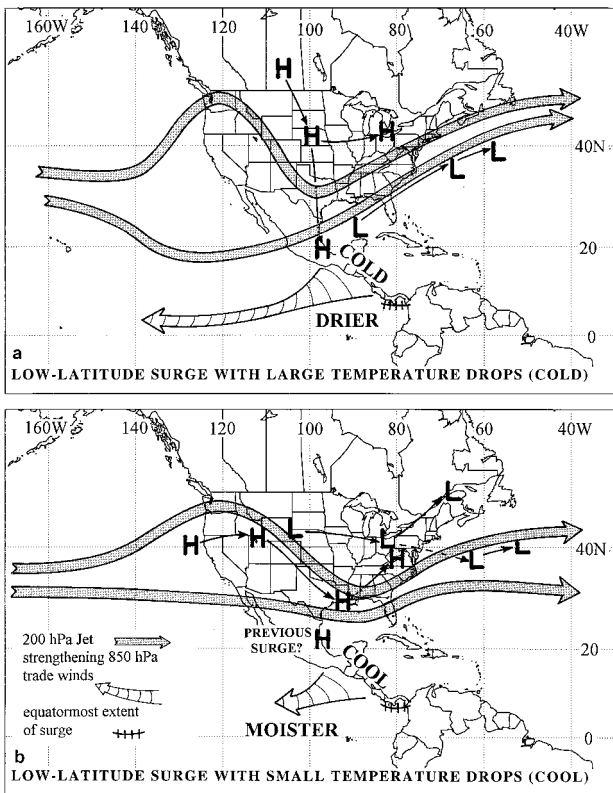 160W 140 120 100 80 60 40W
H
H H
40N
L L
L
H COLD
20
DRIER
0
a
LOW-LATITUDE SURGE WITH LARGE TEMPERATURE DROPS (COLD)
160W 140 120 100 80 60 40W
L
L
H H L L
H L 40N
H
PREVIOUS SURGE?
H
COOL
200 hPa Jet
strengthening 850 hPa
trade winds
20
equatormost extent
of surge
MOISTER
0
b
LOW-LATITUDE SURGE WITH SMALL TEMPERATURE DROPS (COOL)